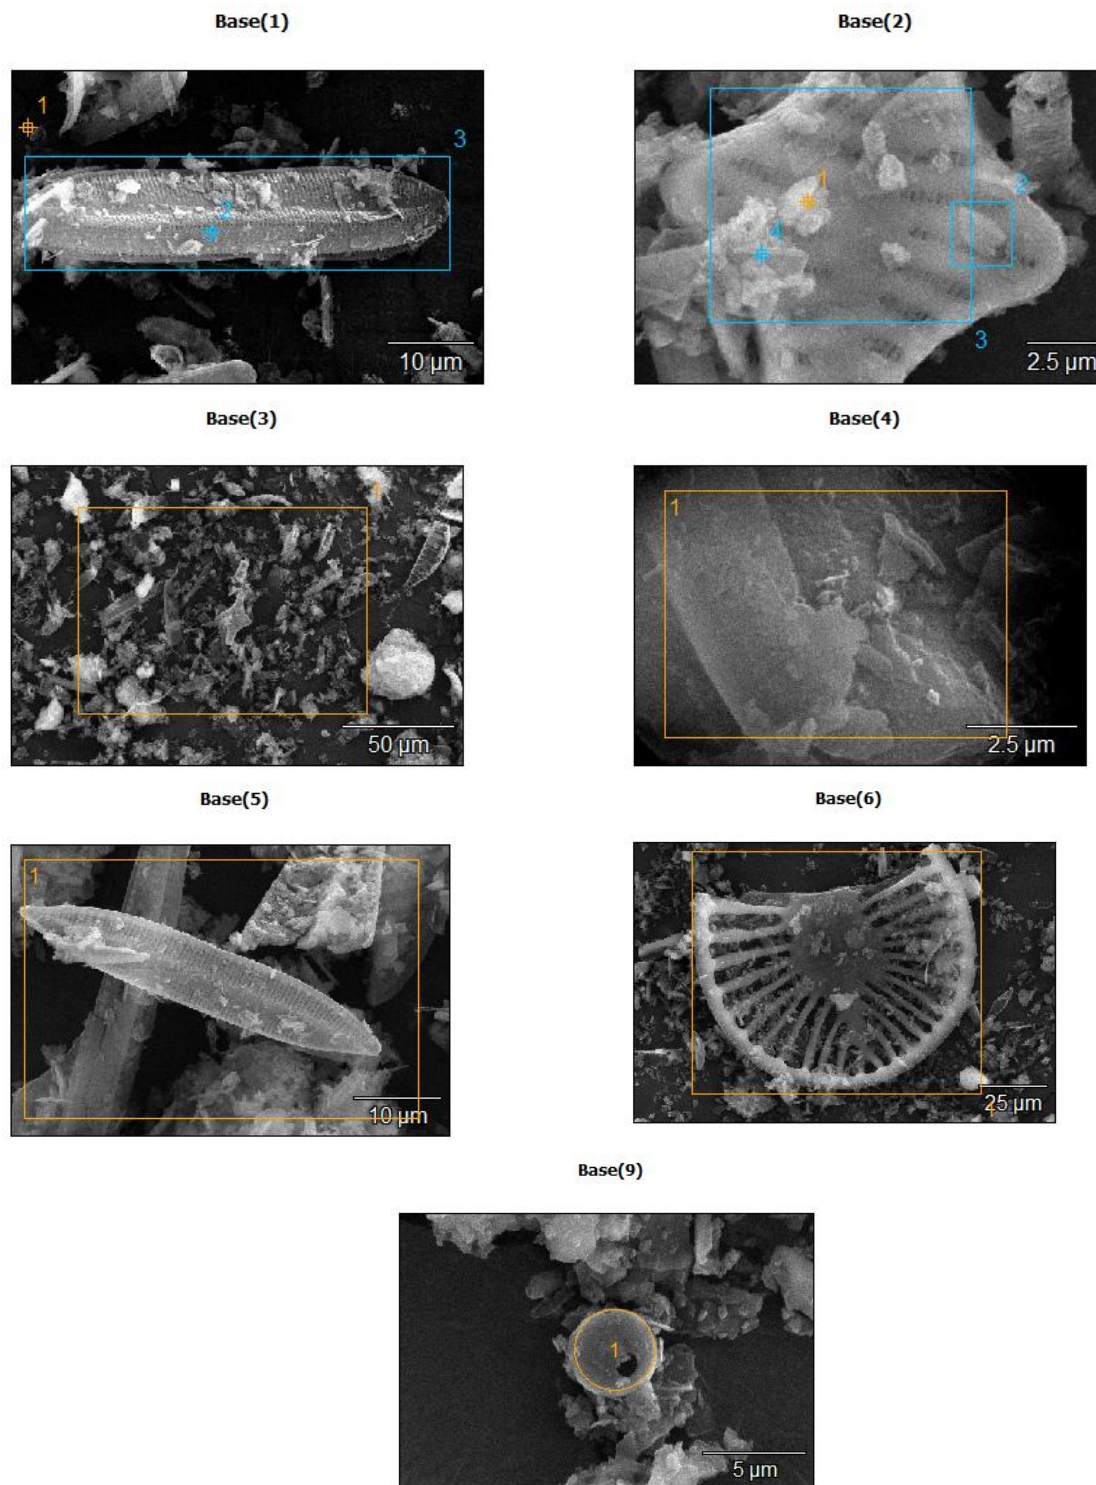 Base(1)
Base(2)
1
3
2
10 µm
1
2
4
3
2.5 µm
Base(3)
Base(4)
1
50 µm
1
2.5 µm
Base(5)
Base(6)
1
10 µm
25 µm
1
Base(9)
1
5 µm